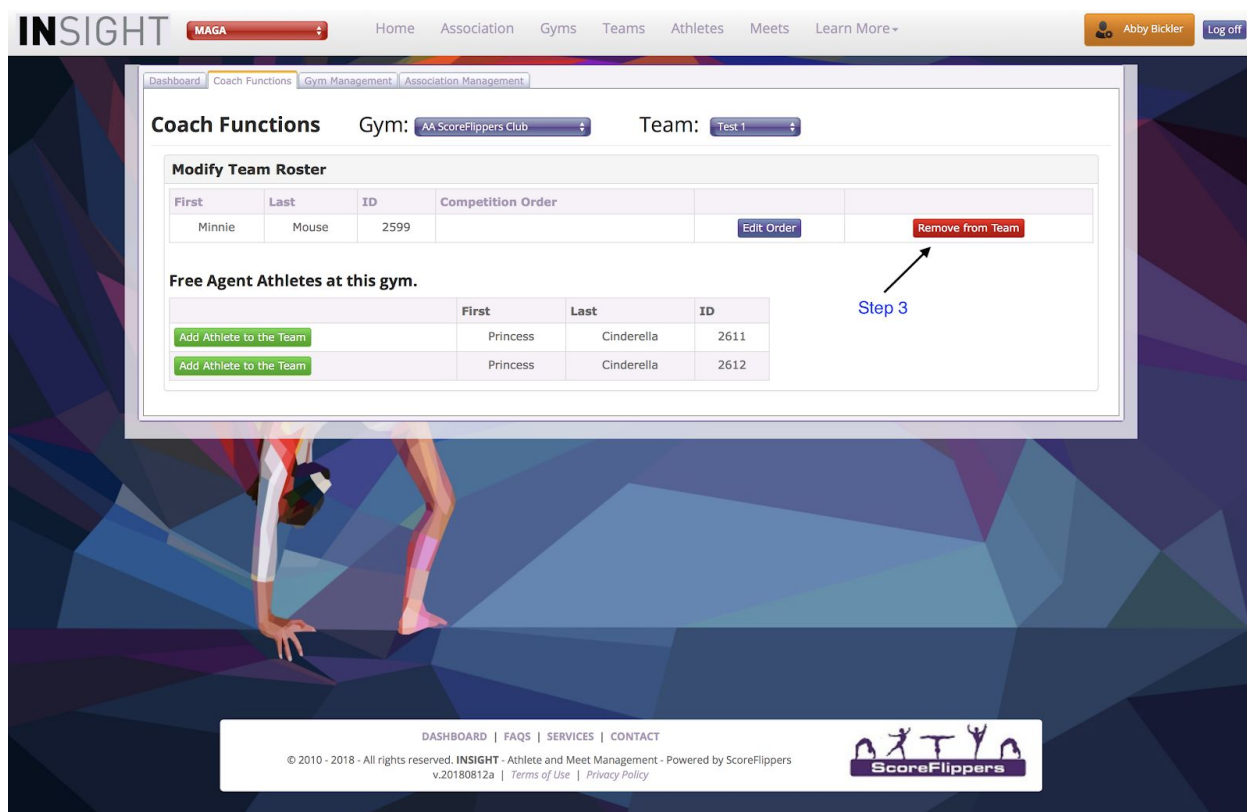 INSIGHT MAGA Home Association Gyms Teams Athletes Meets Learn More Abby Bickler Log off
Dashboard Coach Functions Gym Management Association Management
Coach Functions Gym: AA ScoreFlippers Club Team: Test 1
Modify Team Roster
First Last ID Competition Order
Minnie Mouse 2599 Edit Order Remove from Team
Free Agent Athletes at this gym.
Step 3
First Last ID
Add Athlete to the Team Princess Cinderella 2611
Add Athlete to the Team Princess Cinderella 2612
DASHBOARD | FAQS | SERVICES | CONTACT
© 2010 - 2018 - All rights reserved. INSIGHT - Athlete and Meet Management - Powered by ScoreFlippers
v.20180812a | Terms of Use | Privacy Policy
ScoreFlippers